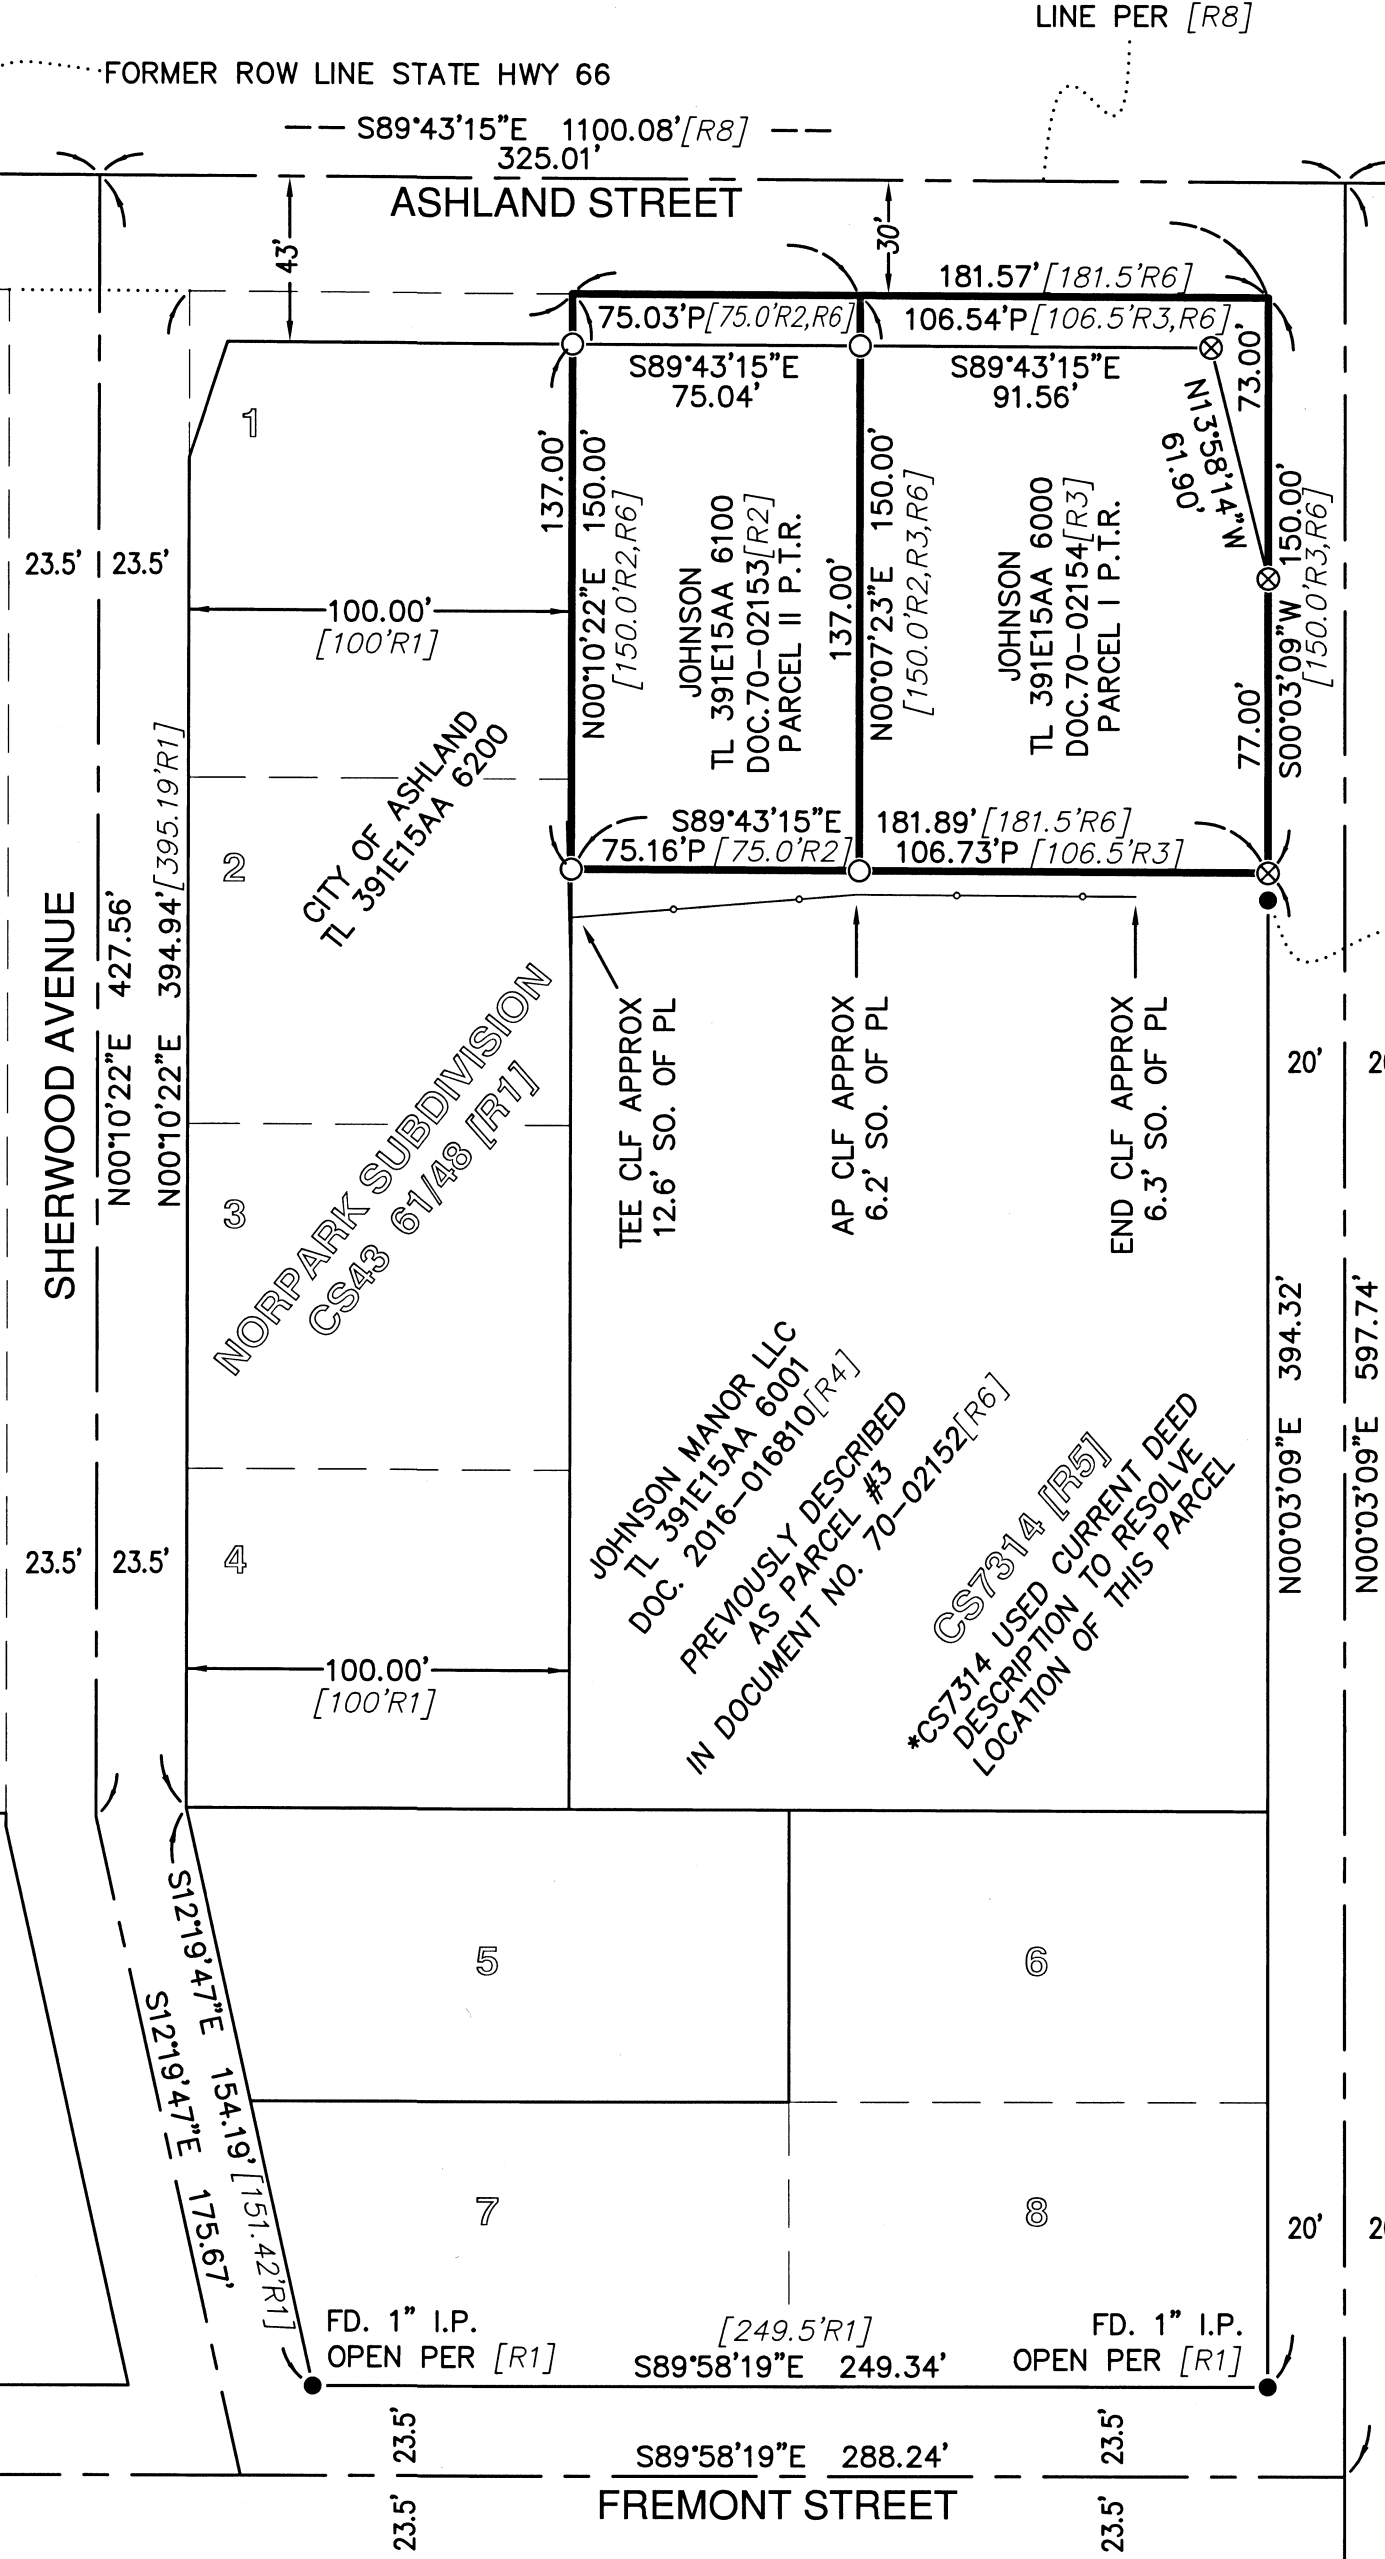 LINE PER [R8]
FORMER ROW LINE STATE HWY 66
S89°43'15"E 1100.08'[R8]
325.01'
ASHLAND STREET
43'
30'
181.57' [181.5'R6]
75.03'P[75.0'R2,R6]
106.54'P[106.5'R3,R6]
S89°43'15"E
75.04'
S89°43'15"E
91.56'
73.00'
N13°58'14"W
61.90'
1
137.00'
N00°10'22"E 150.00'
[150.0'R2,R6]
JOHNSON
TL 391E15AA 6100
DOC.70-02153[R2]
PARCEL II P.T.R.
137.00'
N00°07'23"E 150.00'
[150.0'R2,R3,R6]
JOHNSON
TL 391E15AA 6000
DOC.70-02154[R3]
PARCEL I P.T.R.
77.00'
S00°03'09"W 150.00'
[150.0'R3,R6]
23.5'
23.5'
100.00'
[100'R1]
CITY OF ASHLAND
TL 391E15AA 6200
S89°43'15"E 181.89' [181.5'R6]
75.16'P [75.0'R2]
106.73'P [106.5'R3]
2
SHERWOOD AVENUE
N00°10'22"E 427.56'
N00°10'22"E 394.94'[395.19'R1]
NORPARK SUBDIVISION
CS43 61/48 [R1]
TEE CLF APPROX
12.6' SO. OF PL
AP CLF APPROX
6.2' SO. OF PL
END CLF APPROX
6.3' SO. OF PL
20'
3
JOHNSON MANOR LLC
TL 391E15AA 6001
DOC. 2016-016810[R4]
PREVIOUSLY DESCRIBED
AS PARCEL #3
IN DOCUMENT NO. 70-02152[R6]
CS7314 [R5]
*CS7314 USED CURRENT DEED
DESCRIPTION TO RESOLVE
LOCATION OF THIS PARCEL
N00°03'09"E 394.32'
N00°03'09"E 597.74'
23.5'
23.5'
4
100.00'
[100'R1]
S12°19'47"E 154.19'[151.42'R1]
S12°19'47"E 175.67'
5
6
7
8
20'
FD. 1" I.P.
OPEN PER [R1]
[249.5'R1]
S89°58'19"E 249.34'
FD. 1" I.P.
OPEN PER [R1]
23.5'
23.5'
S89°58'19"E 288.24'
FREMONT STREET
23.5'
23.5'